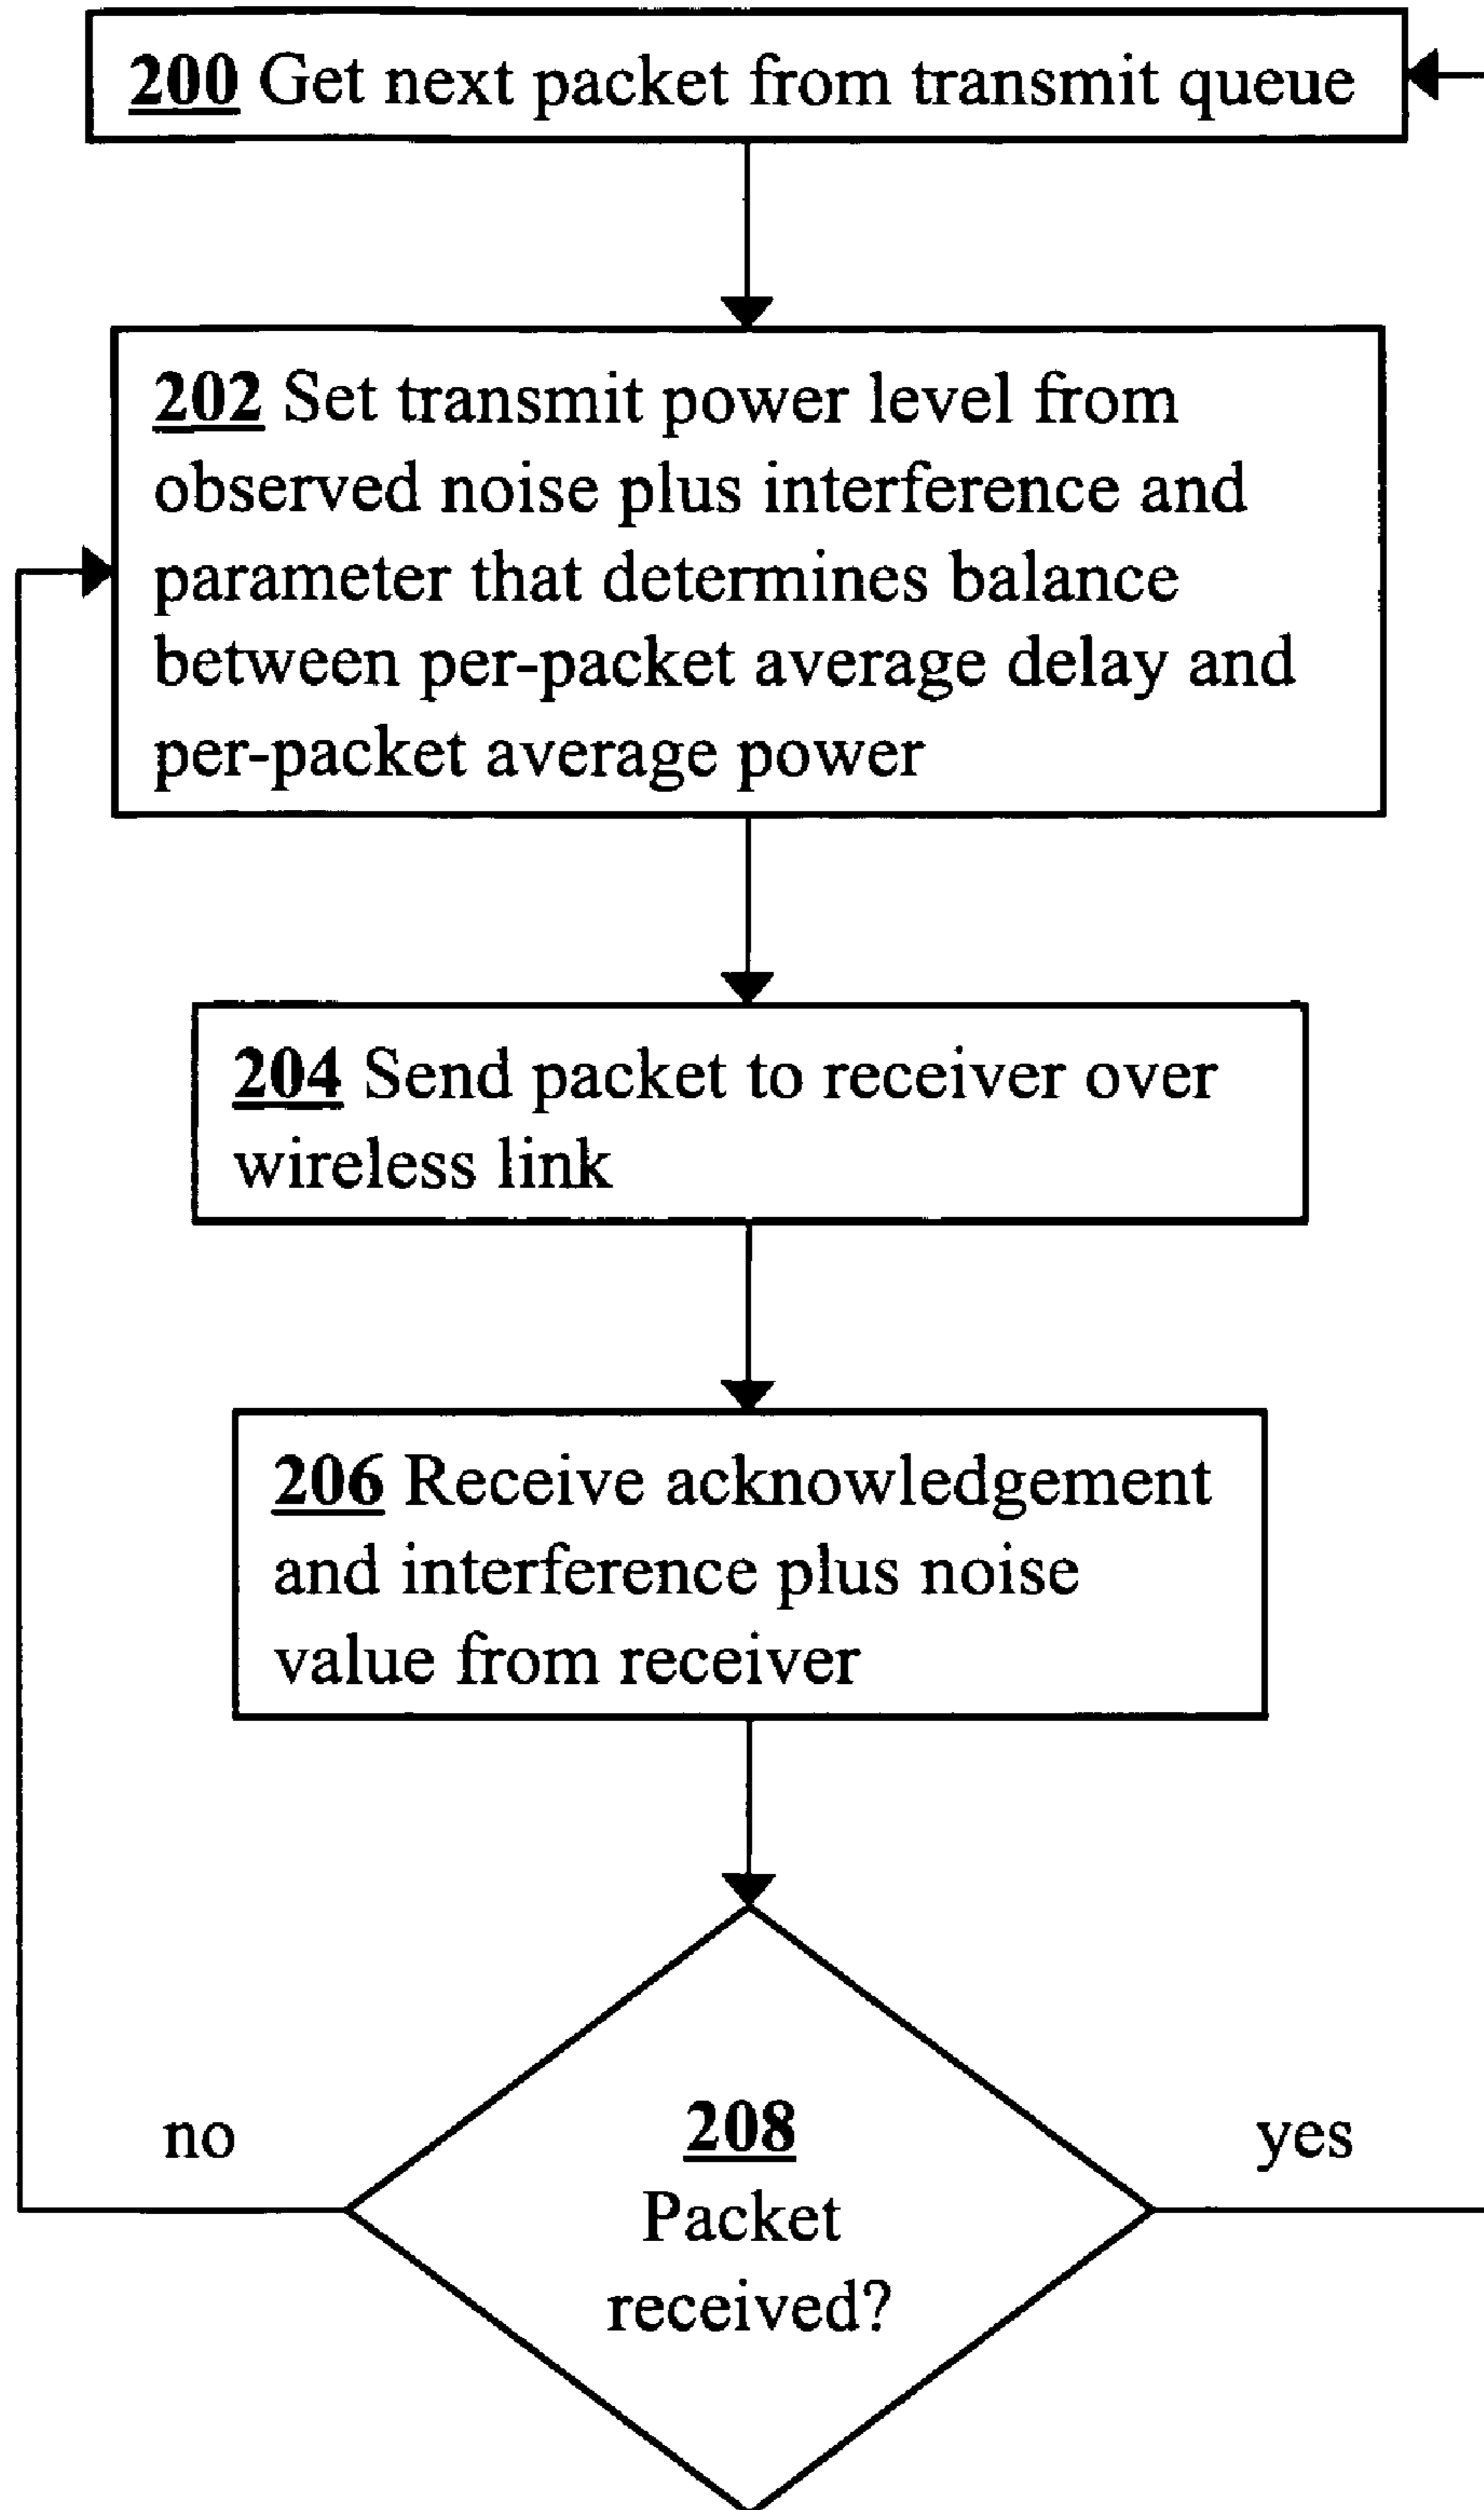 200 Get next packet from transmit queue
202 Set transmit power level from
observed noise plus interference and
parameter that determines balance
between per-packet average delay and
per-packet average power
204 Send packet to receiver over
wireless link
206 Receive acknowledgement
and interference plus noise
value from receiver
no
208
yes
Packet
received?